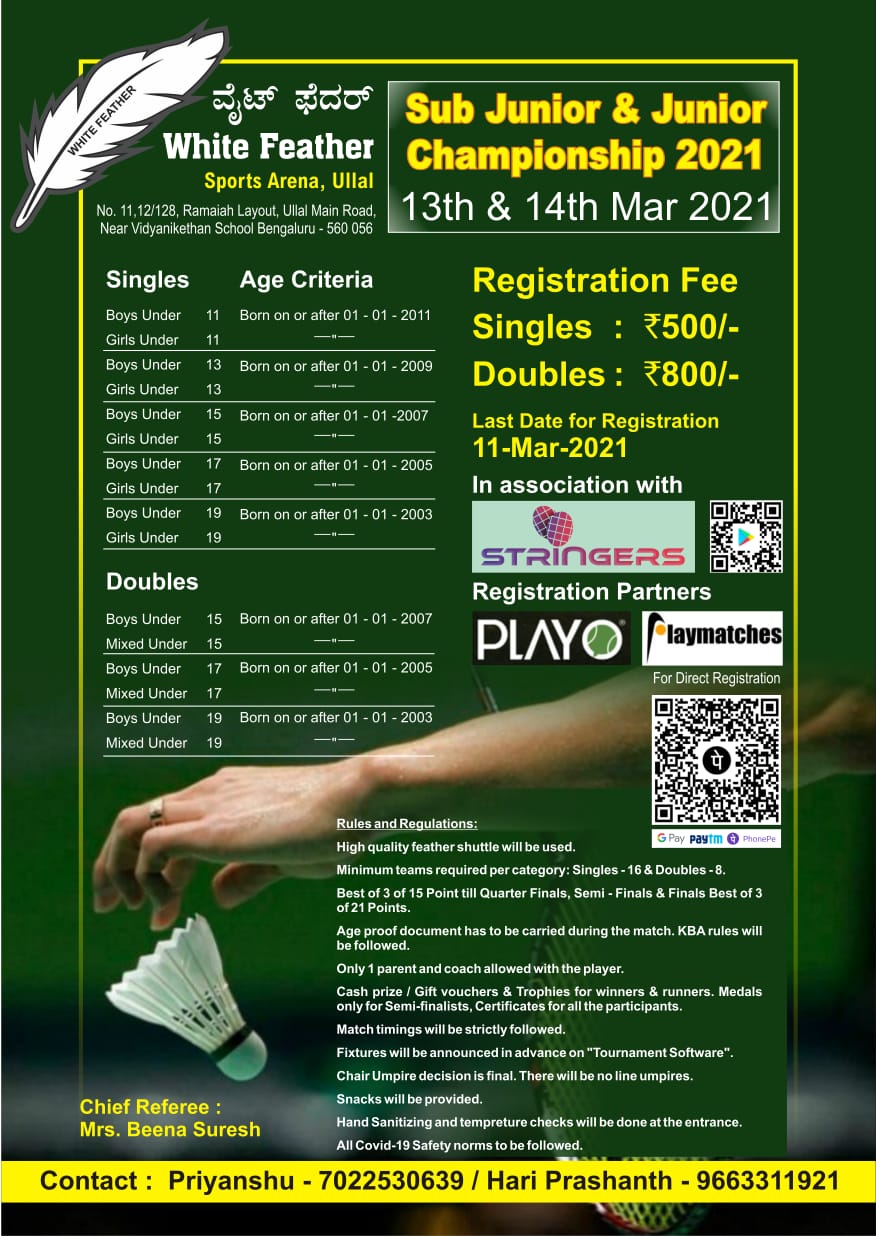 WHITE FEATHER
ವೈಟ್ ಫೆದರ್
White Feather
Sports Arena, Ullal
No. 11,12/128, Ramaiah Layout, Ullal Main Road,
Near Vidyanikethan School Bengaluru - 560 056
Sub Junior & Junior
Championship 2021
13th & 14th Mar 2021
Singles Age Criteria
Boys Under 11 Born on or after 01 - 01 - 2011
Girls Under 11 —"—
Boys Under 13 Born on or after 01 - 01 - 2009
Girls Under 13 —"—
Boys Under 15 Born on or after 01 - 01 -2007
Girls Under 15 —"—
Boys Under 17 Born on or after 01 - 01 - 2005
Girls Under 17 —"—
Boys Under 19 Born on or after 01 - 01 - 2003
Girls Under 19 —"—
Doubles
Boys Under 15 Born on or after 01 - 01 - 2007
Mixed Under 15 —"—
Boys Under 17 Born on or after 01 - 01 - 2005
Mixed Under 17 —"—
Boys Under 19 Born on or after 01 - 01 - 2003
Mixed Under 19 —"—
Registration Fee
Singles : ₹500/-
Doubles : ₹800/-
Last Date for Registration
11-Mar-2021
In association with
STRINGERS
Registration Partners
PLAYO Playmatches
For Direct Registration
पे
G Pay paytm पे PhonePe
Rules and Regulations:
High quality feather shuttle will be used.
Minimum teams required per category: Singles - 16 & Doubles - 8.
Best of 3 of 15 Point till Quarter Finals, Semi - Finals & Finals Best of 3
of 21 Points.
Age proof document has to be carried during the match. KBA rules will
be followed.
Only 1 parent and coach allowed with the player.
Cash prize / Gift vouchers & Trophies for winners & runners. Medals
only for Semi-finalists, Certificates for all the participants.
Match timings will be strictly followed.
Fixtures will be announced in advance on "Tournament Software".
Chair Umpire decision is final. There will be no line umpires.
Snacks will be provided.
Hand Sanitizing and tempreture checks will be done at the entrance.
All Covid-19 Safety norms to be followed.
Chief Referee :
Mrs. Beena Suresh
Contact : Priyanshu - 7022530639 / Hari Prashanth - 9663311921